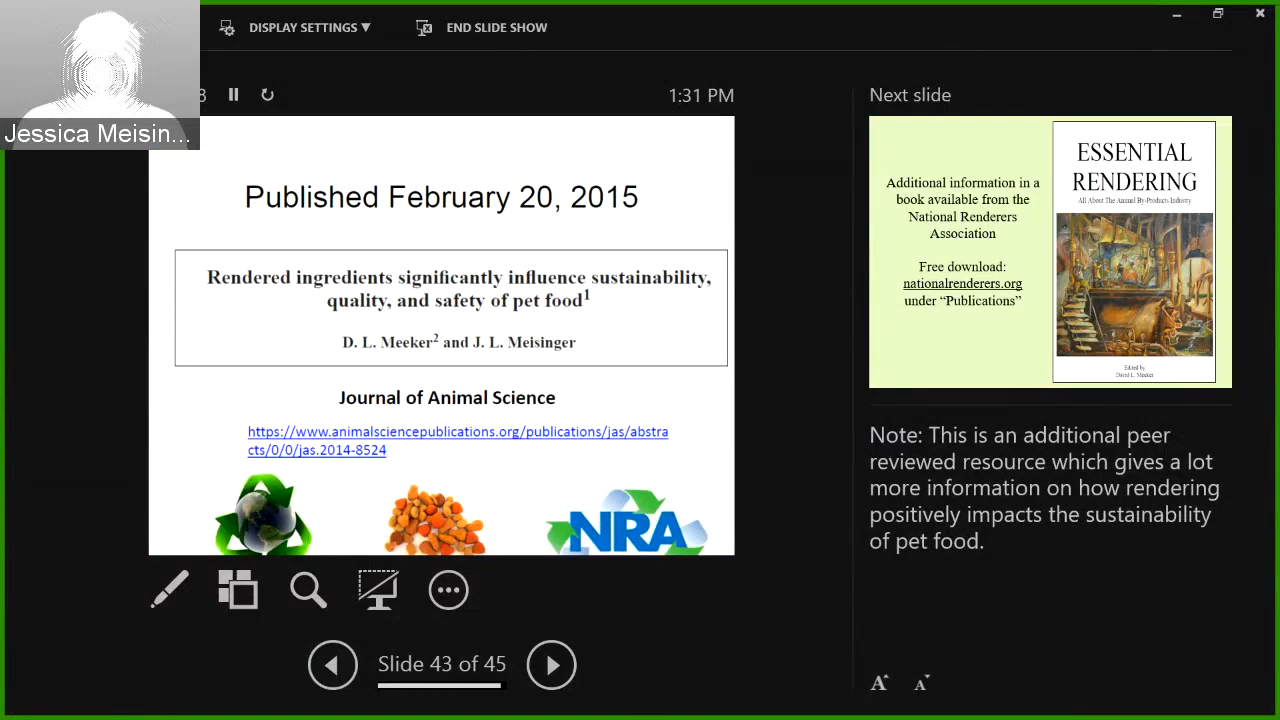 DISPLAY SETTINGS ▼
END SLIDE SHOW
Jessica Meisin...
8
1:31 PM
Published February 20, 2015
Rendered ingredients significantly influence sustainability,
quality, and safety of pet food1
D. L. Meeker2 and J. L. Meisinger
Journal of Animal Science
https://www.animalsciencepublications.org/publications/jas/abstra
cts/0/0/jas.2014-8524
NRA
Slide 43 of 45
Next slide
Additional information in a
book available from the
National Renderers
Association
Free download:
nationalrenderers.org
under “Publications”
ESSENTIAL
RENDERING
All About The Animal By-Products Industry
Edited by
David L. Meeker
Note: This is an additional peer
reviewed resource which gives a lot
more information on how rendering
positively impacts the sustainability
of pet food.
A A